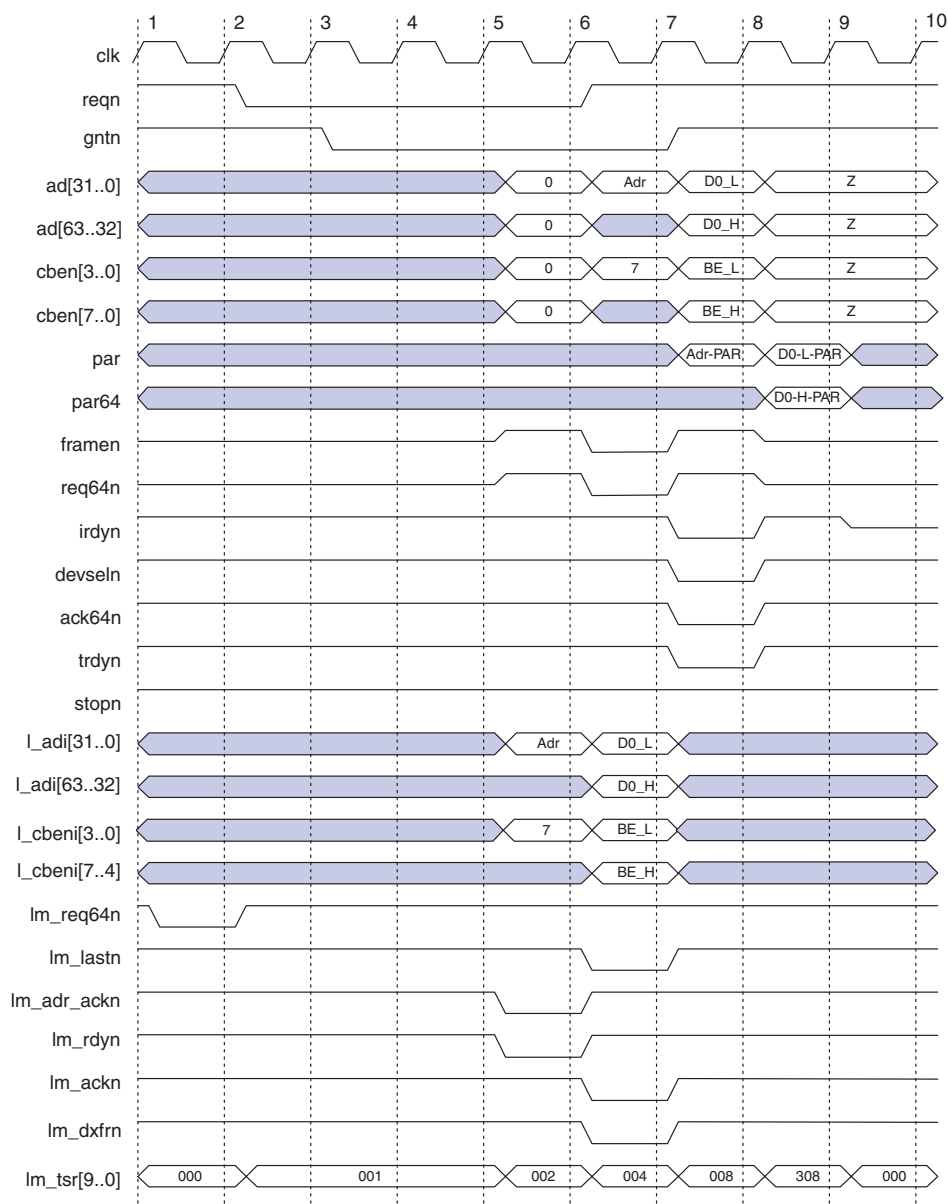 1 2 3 4 5 6 7 8 9 10
clk
reqn
gntn
ad[31..0] 0 Adr D0_L Z
ad[63..32] 0 D0_H Z
cben[3..0] 0 7 BE_L Z
cben[7..0] 0 BE_H Z
par Adr-PAR D0-L-PAR
par64 D0-H-PAR
framen
req64n
irdyn
devseln
ack64n
trdyn
stopn
l_adi[31..0] Adr D0_L
l_adi[63..32] D0_H
l_cbeni[3..0] 7 BE_L
l_cbeni[7..4] BE_H
lm_req64n
lm_lastn
lm_adr_ackn
lm_rdyn
lm_ackn
lm_dxfrn
lm_tsr[9..0] 000 001 002 004 008 308 000